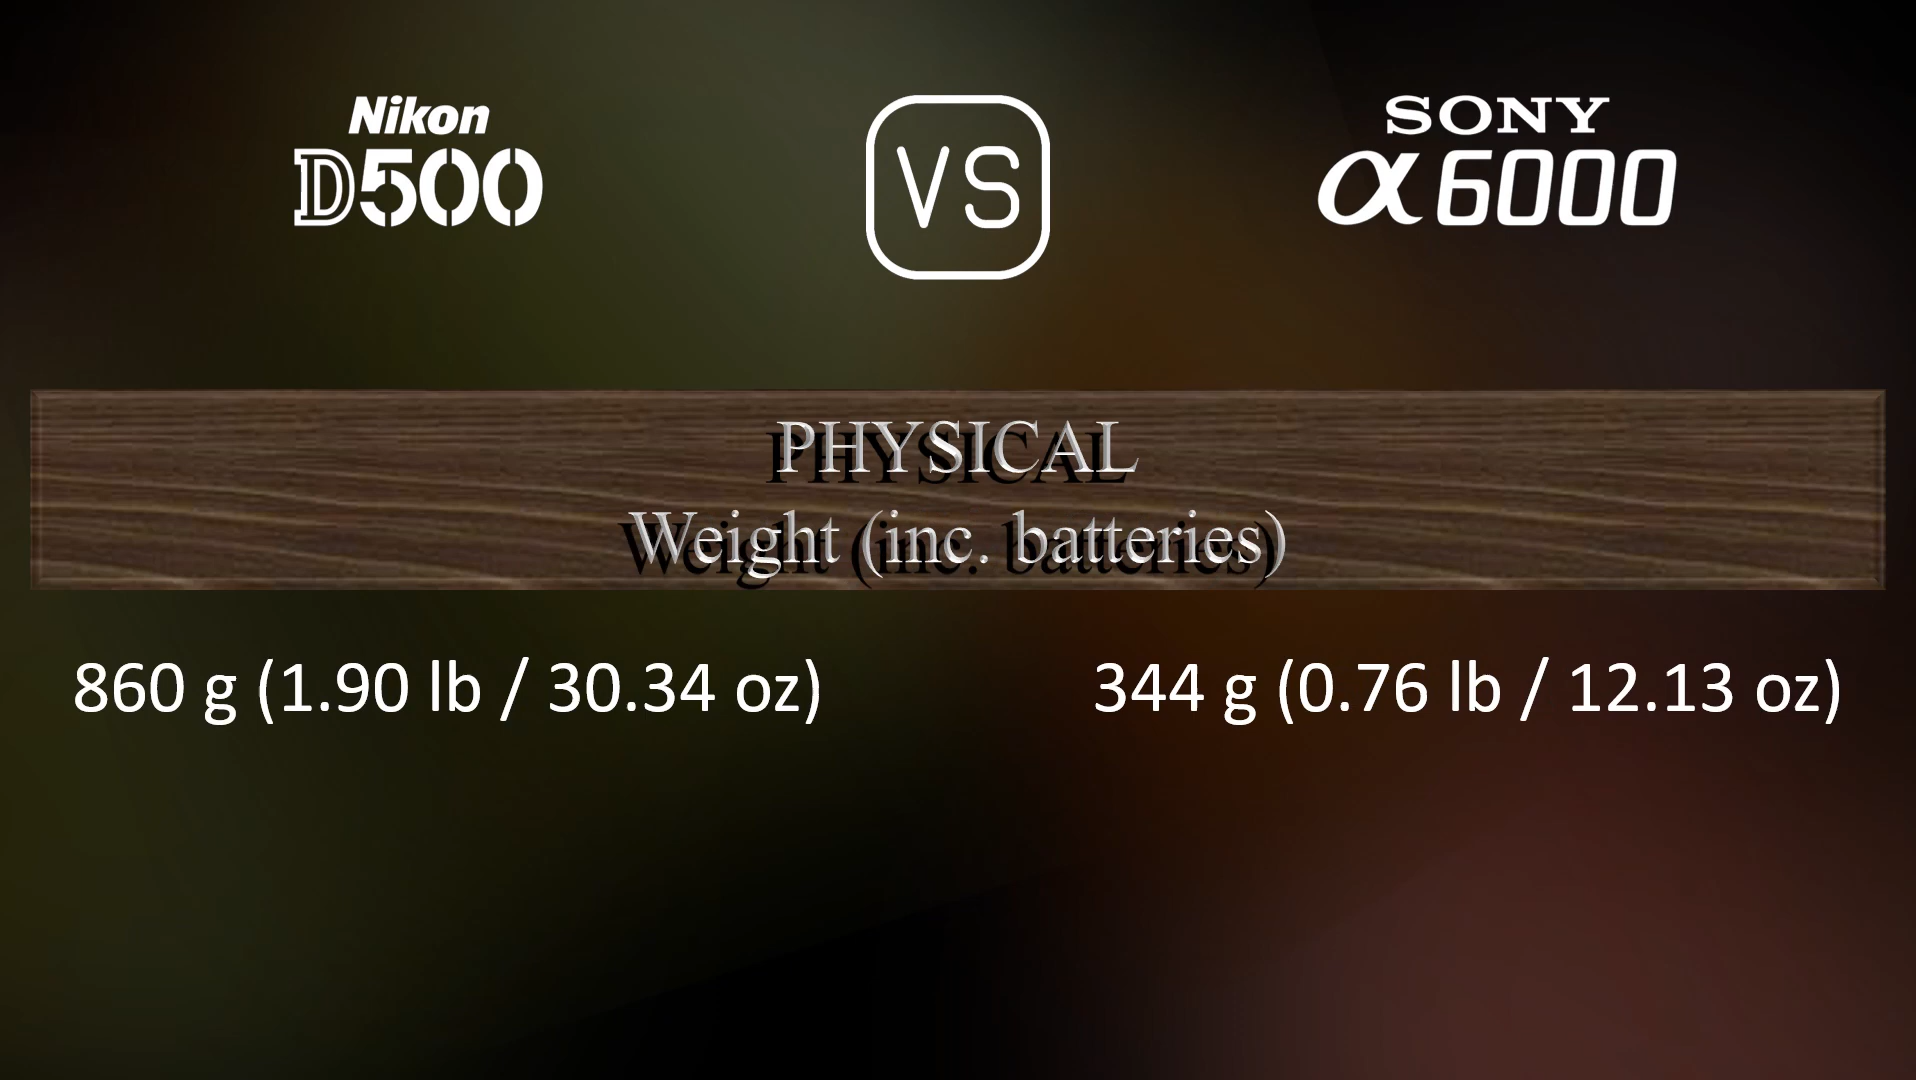 Nikon
D500
VS
SONY
α6000
PHYSICAL
Weight (inc. batteries)
860 g (1.90 lb / 30.34 oz)
344 g (0.76 lb / 12.13 oz)